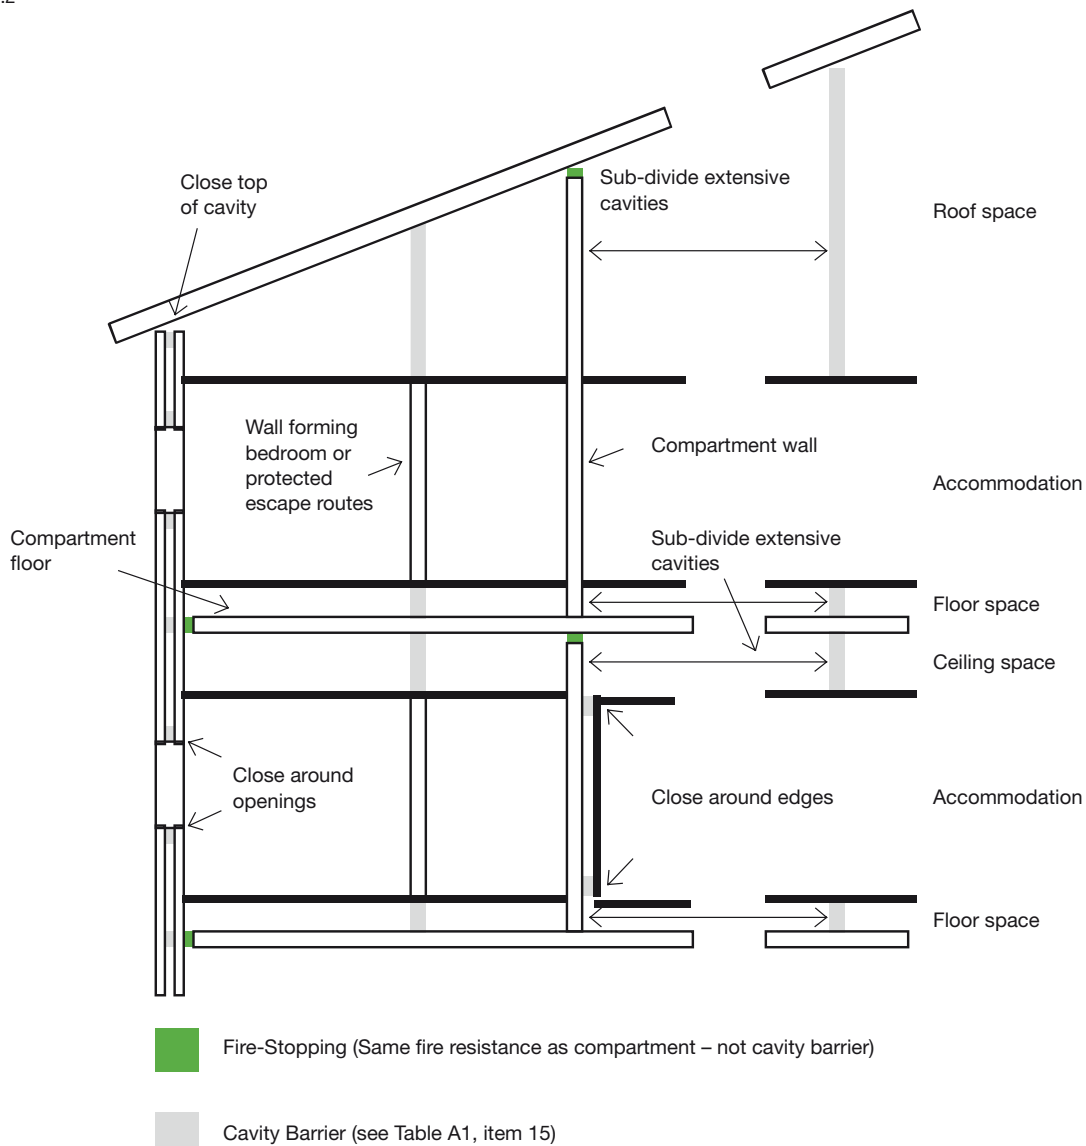 Close top
of cavity
Sub-divide extensive
cavities
Roof space
Wall forming
bedroom or
protected
escape routes
Compartment wall
Accommodation
Compartment
floor
Sub-divide extensive
cavities
Floor space
Ceiling space
Close around
openings
Close around edges
Accommodation
Floor space
Fire-Stopping (Same fire resistance as compartment – not cavity barrier)
Cavity Barrier (see Table A1, item 15)